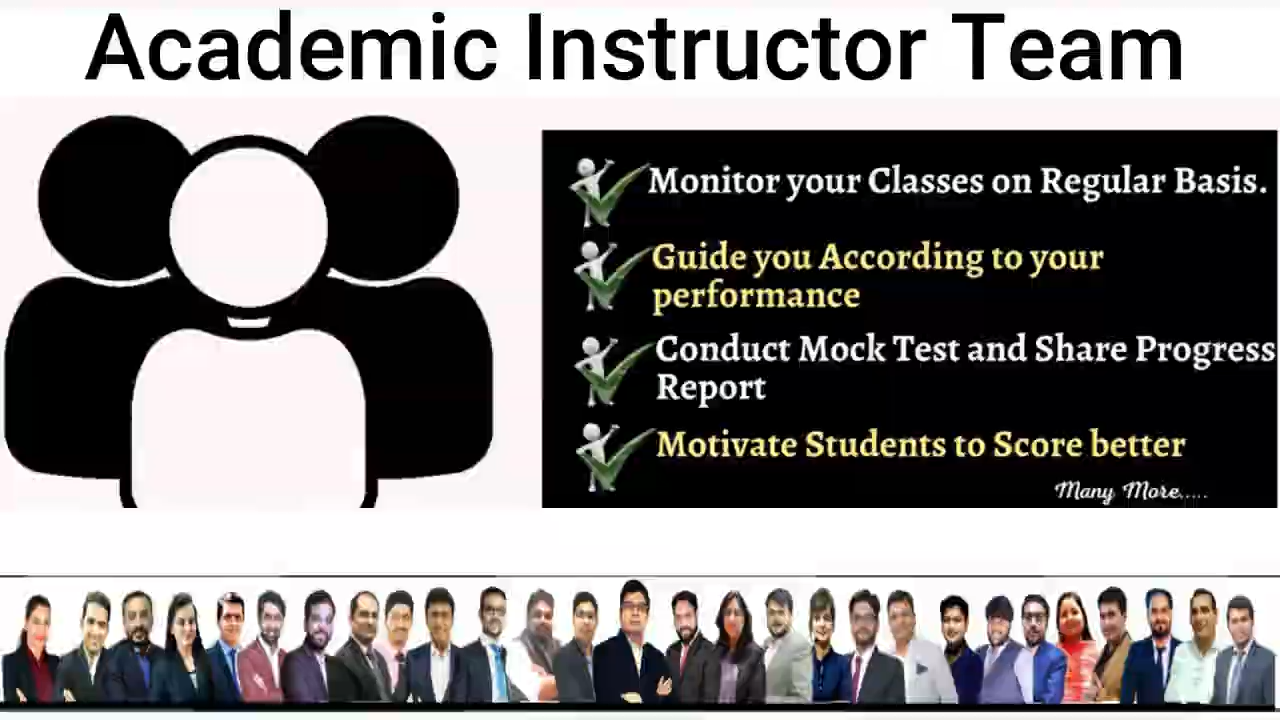 Academic Instructor Team
Monitor your Classes on Regular Basis.
Guide you According to your
performance
Conduct Mock Test and Share Progress
Report
Motivate Students to Score better
Many More.....